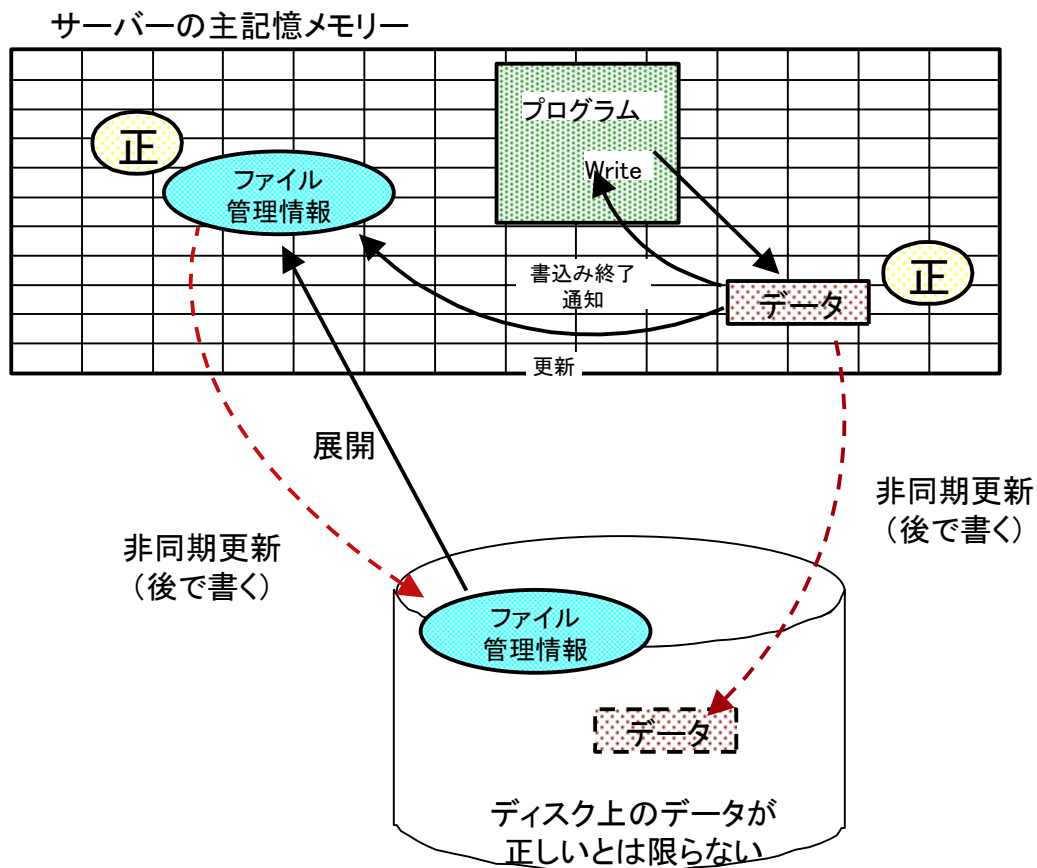 サーバーの主記憶メモリー
プログラム
Write
正
ファイル
管理情報
書込み終了
通知
正
データ
更新
展開
非同期更新
（後で書く）
非同期更新
（後で書く）
ファイル
管理情報
データ
ディスク上のデータが
正しいとは限らない